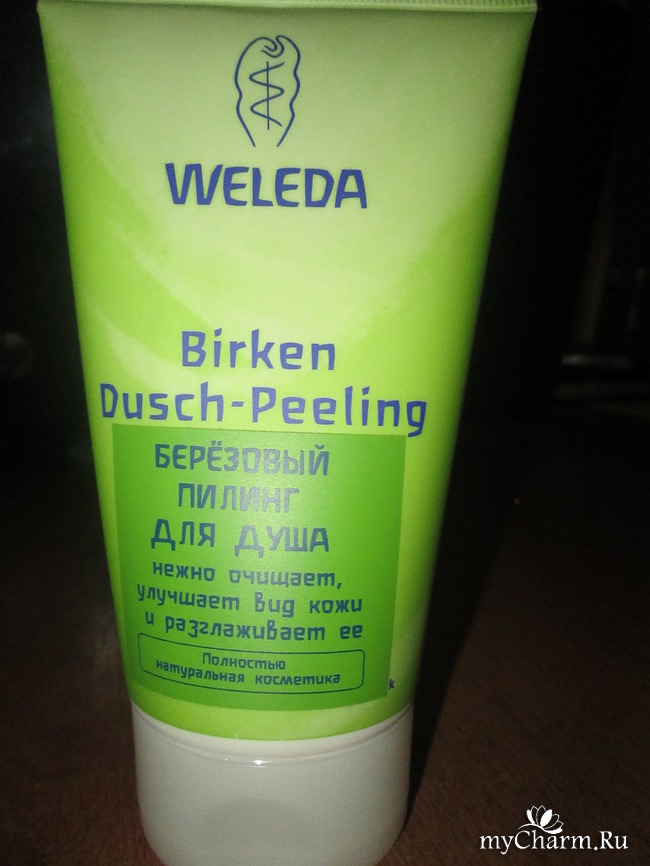 WELEDA
Birken
Dusch-Peeling
БЕРЁЗОВЫЙ
ПИЛИНГ
ДЛЯ ДУША
нежно очищает,
улучшает вид кожи
и разглаживает ее
Полностью
натуральная косметика
k
myCharm.Ru